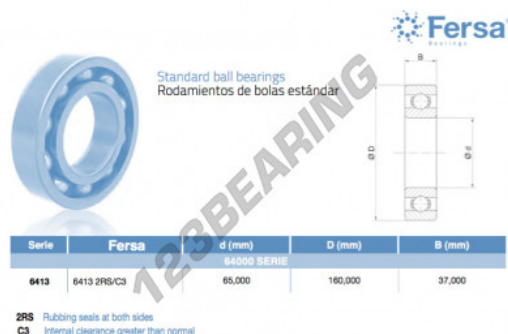 Fersa
Bearings
Standard ball bearings
Rodamientos de bolas estándar
B
Ø D
Ø d
123BEARING
Serie Fersa d (mm) D (mm) B (mm)
64000 SERIE
6413 6413 2RS/C3 65,000 160,000 37,000
2RS Rubbing seals at both sides
C3 Internal clearance greater than normal